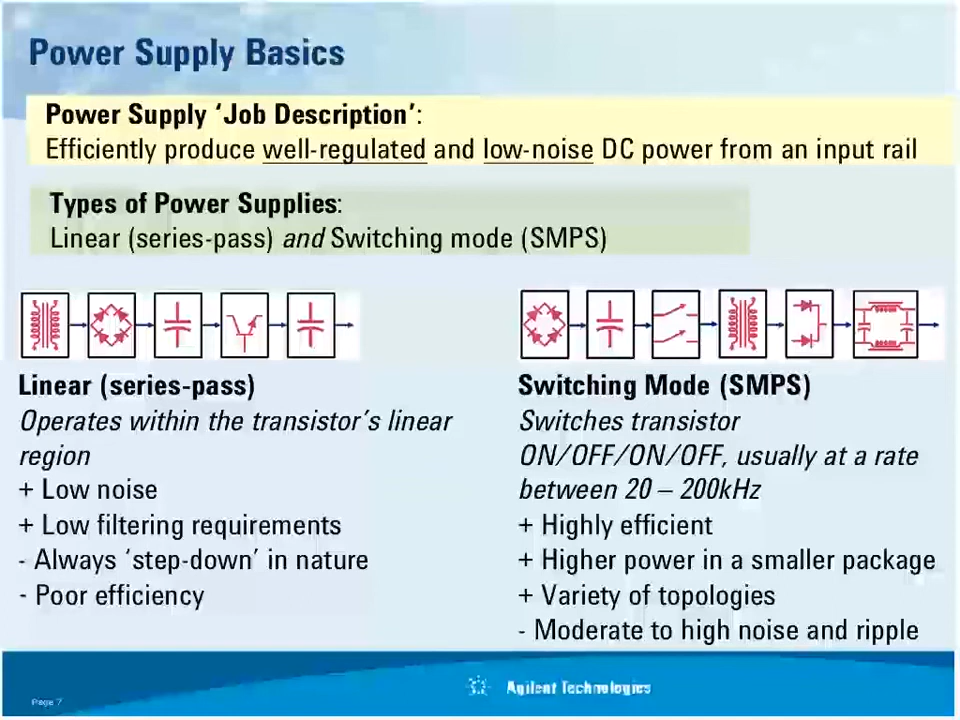 Power Supply Basics
Power Supply ‘Job Description’:
Efficiently produce well-regulated and low-noise DC power from an input rail
Types of Power Supplies:
Linear (series-pass) and Switching mode (SMPS)
Linear (series-pass)
Operates within the transistor’s linear
region
+ Low noise
+ Low filtering requirements
- Always ‘step-down’ in nature
- Poor efficiency
Switching Mode (SMPS)
Switches transistor
ON/OFF/ON/OFF, usually at a rate
between 20 – 200kHz
+ Highly efficient
+ Higher power in a smaller package
+ Variety of topologies
- Moderate to high noise and ripple
Agilent Technologies
Page 7